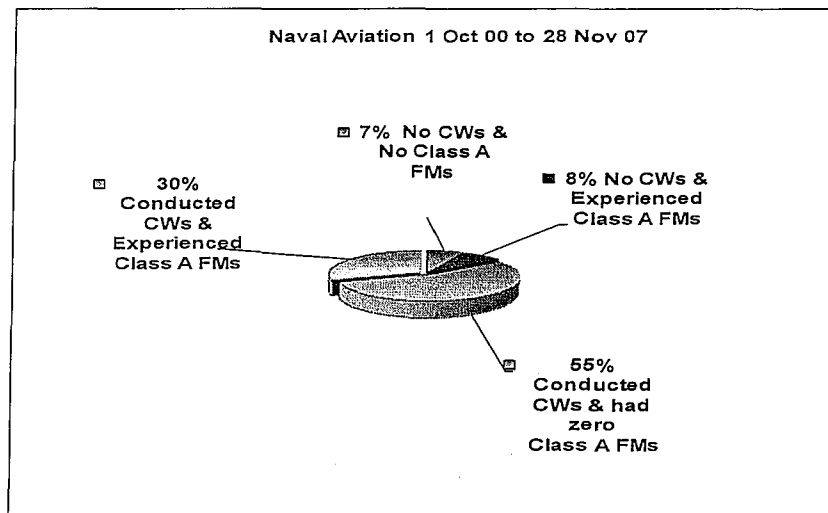 Naval Aviation 1 Oct 00 to 28 Nov 07
7% No CWs &
No Class A
FMs
8% No CWs &
Experienced
Class A FMs
30%
Conducted
CWs &
Experienced
Class A FMs
55%
Conducted
CWs & had
zero
Class A FMs